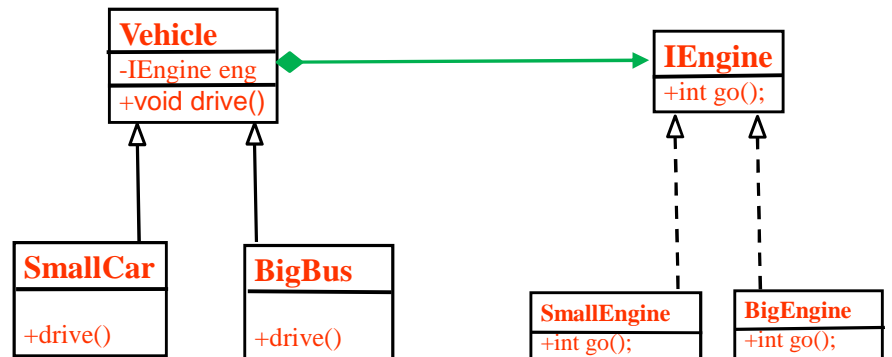 Vehicle
-IEngine eng
+void drive()
IEngine
+int go();
SmallCar
+drive()
BigBus
+drive()
SmallEngine
+int go();
BigEngine
+int go();